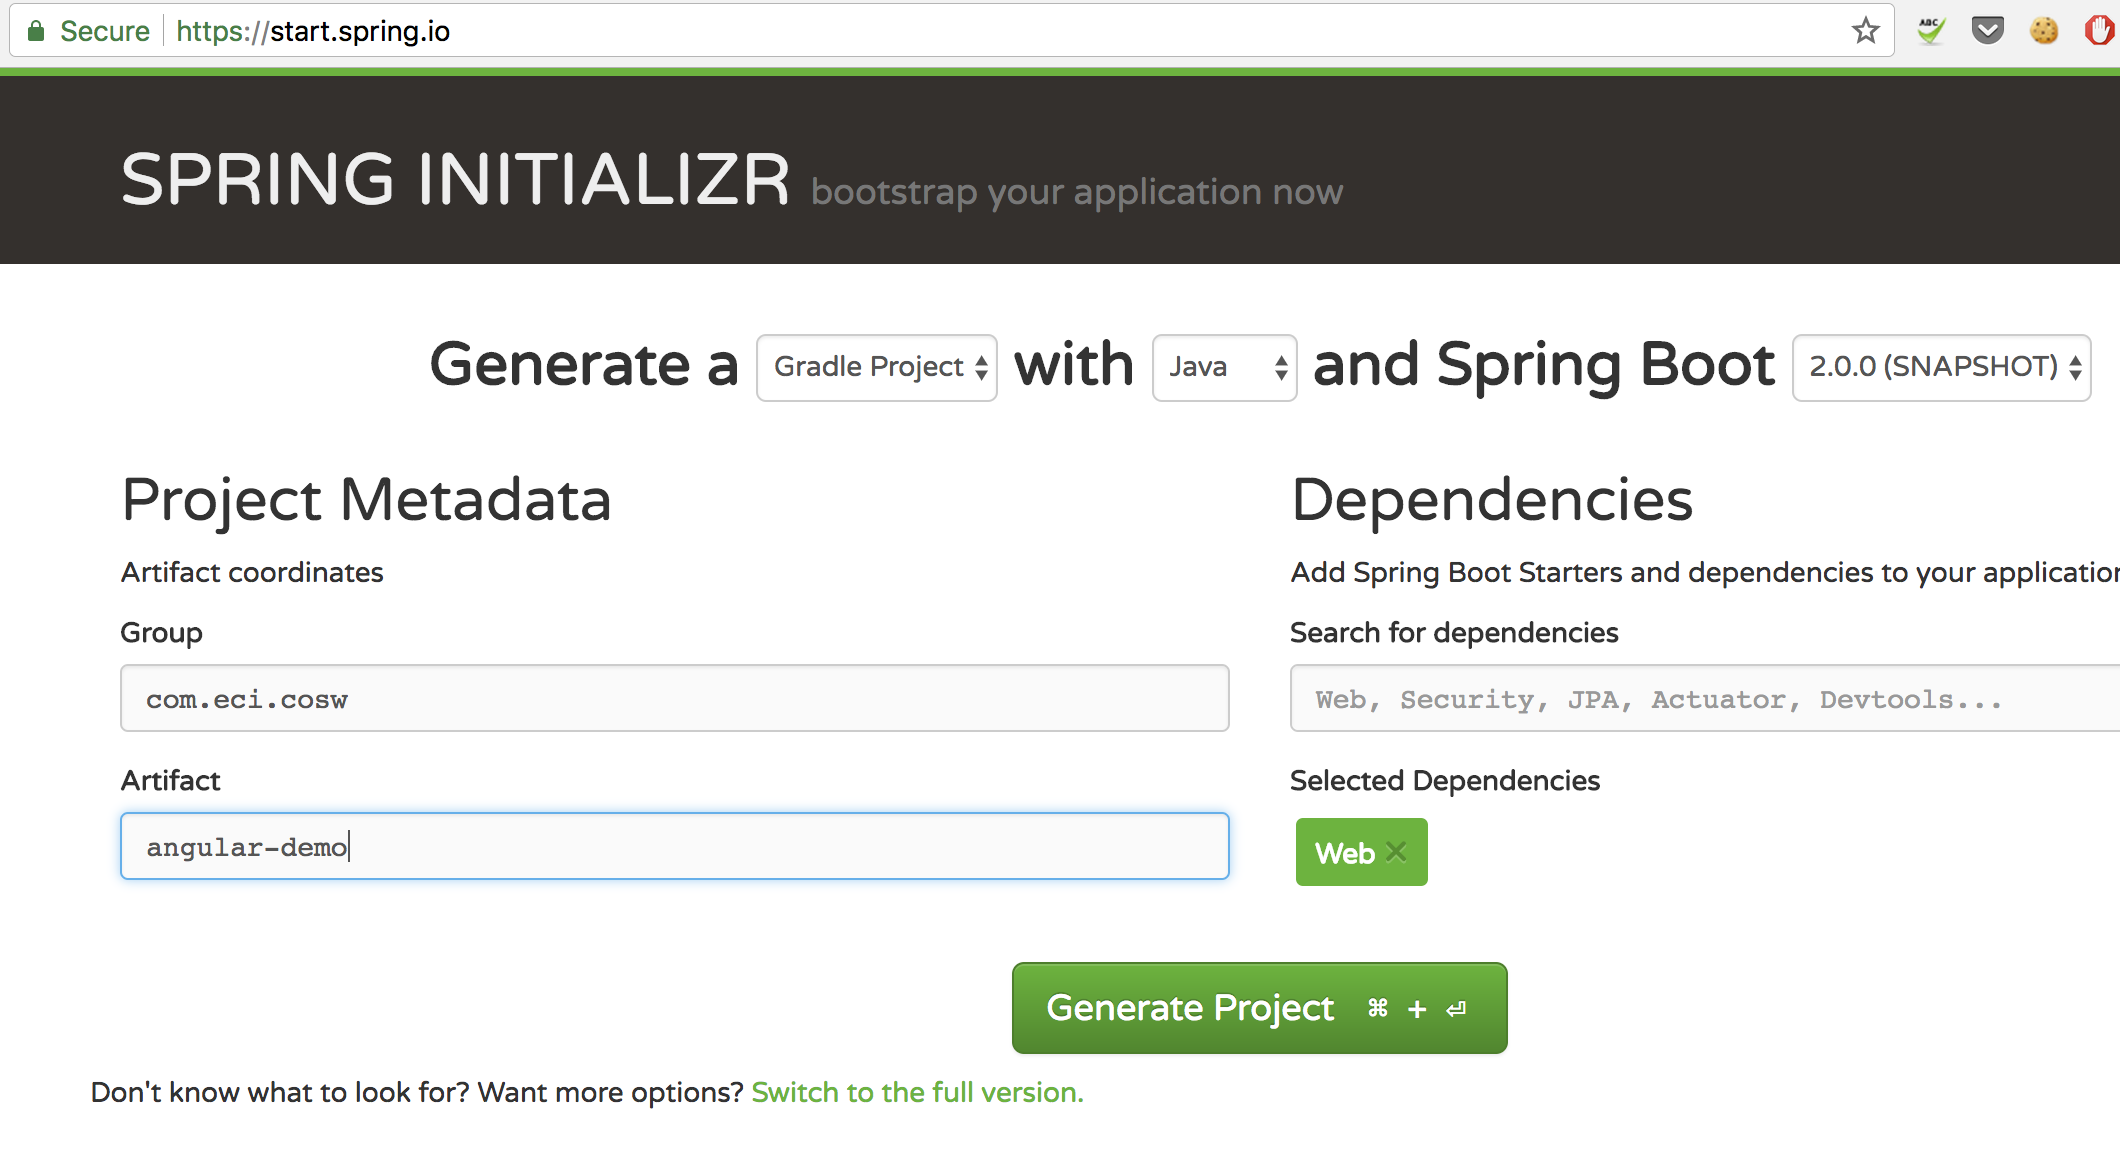 Secure https://start.spring.io ABC
SPRING INITIALIZR bootstrap your application now
Generate a Gradle Project with Java and Spring Boot 2.0.0 (SNAPSHOT)
Project Metadata
Artifact coordinates
Group
com.eci.cosw
Artifact
angular-demo
Dependencies
Add Spring Boot Starters and dependencies to your application
Search for dependencies
Web, Security, JPA, Actuator, Devtools...
Selected Dependencies
Web ×
Generate Project ⌘ + ⏎
Don't know what to look for? Want more options? Switch to the full version.